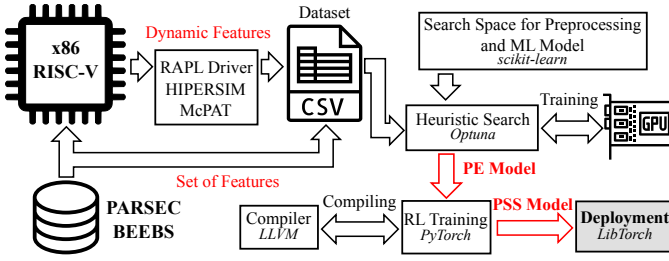 x86
RISC-V
Dynamic Features
RAPL Driver
HIPERSIM
McPAT
Dataset
CSV
Search Space for Preprocessing
and ML Model
scikit-learn
Heuristic Search
Optuna
Training
GPU
Set of Features
PARSEC
BEEBS
PE Model
Compiler
LLVM
Compiling
RL Training
PyTorch
PSS Model
Deployment
LibTorch